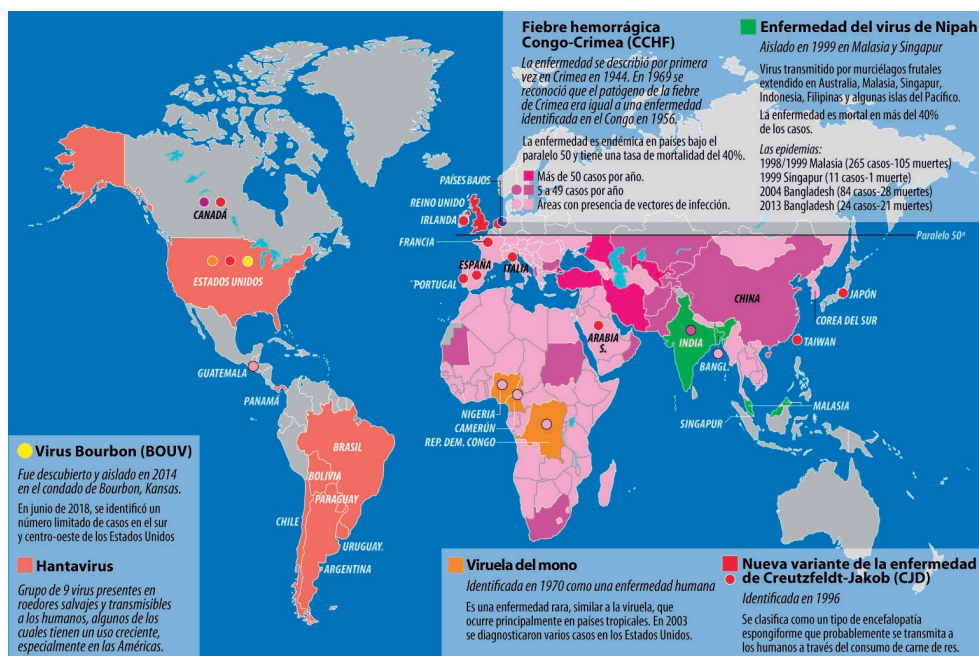 Fiebre hemorrágica
Congo-Crimea (CCHF)
La enfermedad se describió por primera
vez en Crimea en 1944. En 1969 se
reconoció que el patógeno de la fiebre
de Crimea era igual a una enfermedad
identificada en el Congo en 1956.
La enfermedad es endémica en países bajo el
paralelo 50 y tiene una tasa de mortalidad del 40%.
Más de 50 casos por año.
5 a 49 casos por año
Áreas con presencia de vectores de infección.
Enfermedad del virus de Nipah
Aislado en 1999 en Malasia y Singapur
Virus transmitido por murciélagos frutales
extendido en Australia, Malasia, Singapur,
Indonesia, Filipinas y algunas islas del Pacífico.
La enfermedad es mortal en más del 40%
de los casos.
Las epidemias:
1998/1999 Malasia (265 casos-105 muertes)
1999 Singapur (11 casos-1 muerte)
2004 Bangladesh (84 casos-28 muertes)
2013 Bangladesh (24 casos-21 muertes)
Paralelo 50º
CANADÁ
ESTADOS UNIDOS
GUATEMALA
PANAMÁ
BRASIL
BOLIVIA
PARAGUAY
CHILE
URUGUAY
ARGENTINA
PAÍSES BAJOS
REINO UNIDO
IRLANDA
FRANCIA
ESPAÑA
ITALIA
PORTUGAL
ARABIA
S.
NIGERIA
CAMERÚN
REP. DEM. CONGO
CHINA
INDIA
BANGL.
JAPÓN
COREA DEL SUR
TAIWAN
MALASIA
SINGAPUR
Virus Bourbon (BOUV)
Fue descubierto y aislado en 2014
en el condado de Bourbon, Kansas.
En junio de 2018, se identificó un
número limitado de casos en el sur
y centro-oeste de los Estados Unidos
Hantavirus
Grupo de 9 virus presentes en
roedores salvajes y transmisibles
a los humanos, algunos de los
cuales tienen un uso creciente,
especialmente en las Américas.
Viruela del mono
Identificada en 1970 como una enfermedad humana
Es una enfermedad rara, similar a la viruela, que
ocurre principalmente en países tropicales. En 2003
se diagnosticaron varios casos en los Estados Unidos.
Nueva variante de la enfermedad
de Creutzfeldt-Jakob (CJD)
Identificada en 1996
Se clasifica como un tipo de encefalopatía
espongiforme que probablemente se transmita a
los humanos a través del consumo de carne de res.